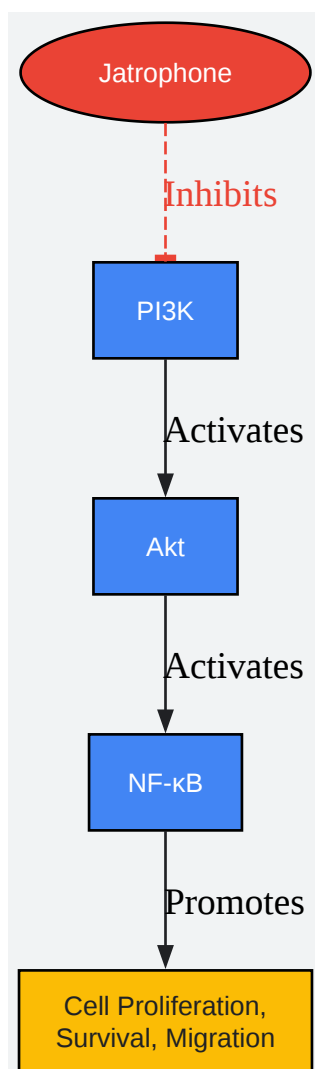 Jatrophone
Inhibits
PI3K
Activates
Akt
Activates
NF-κB
Promotes
Cell Proliferation,
Survival, Migration